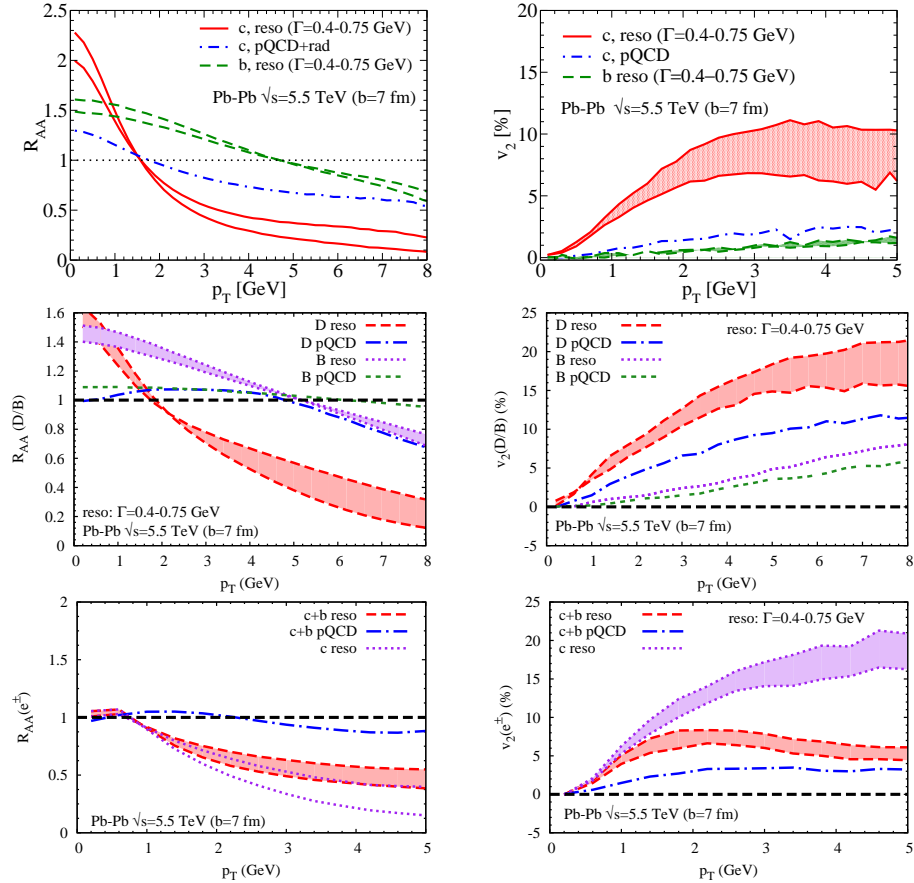 2.5
2
1.5
1
0.5
0
R_AA
c, reso (Γ=0.4-0.75 GeV)
c, pQCD+rad
b, reso (Γ=0.4-0.75 GeV)
Pb-Pb √s=5.5 TeV (b=7 fm)
0 1 2 3 4 5 6 7 8
p_T [GeV]
20
15
10
5
0
v_2 [%]
c, reso (Γ=0.4-0.75 GeV)
c, pQCD
b reso (Γ=0.4−0.75 GeV)
Pb-Pb √s=5.5 TeV (b=7 fm)
0 1 2 3 4 5
p_T [GeV]
1.6
1.4
1.2
1
0.8
0.6
0.4
0.2
0
R_AA (D/B)
D reso
D pQCD
B reso
B pQCD
reso: Γ=0.4-0.75 GeV
Pb-Pb √s=5.5 TeV (b=7 fm)
0 1 2 3 4 5 6 7 8
p_T (GeV)
25
20
15
10
5
0
-5
v_2(D/B) (%)
D reso
D pQCD
B reso
B pQCD
reso: Γ=0.4-0.75 GeV
Pb-Pb √s=5.5 TeV (b=7 fm)
0 1 2 3 4 5 6 7 8
p_T (GeV)
2
1.5
1
0.5
0
R_AA(e^±)
c+b reso
c+b pQCD
c reso
Pb-Pb √s=5.5 TeV (b=7 fm)
0 1 2 3 4 5
p_T (GeV)
25
20
15
10
5
0
-5
v_2(e^±) (%)
c+b reso
c+b pQCD
c reso
reso: Γ=0.4-0.75 GeV
Pb-Pb √s=5.5 TeV (b=7 fm)
0 1 2 3 4 5
p_T (GeV)